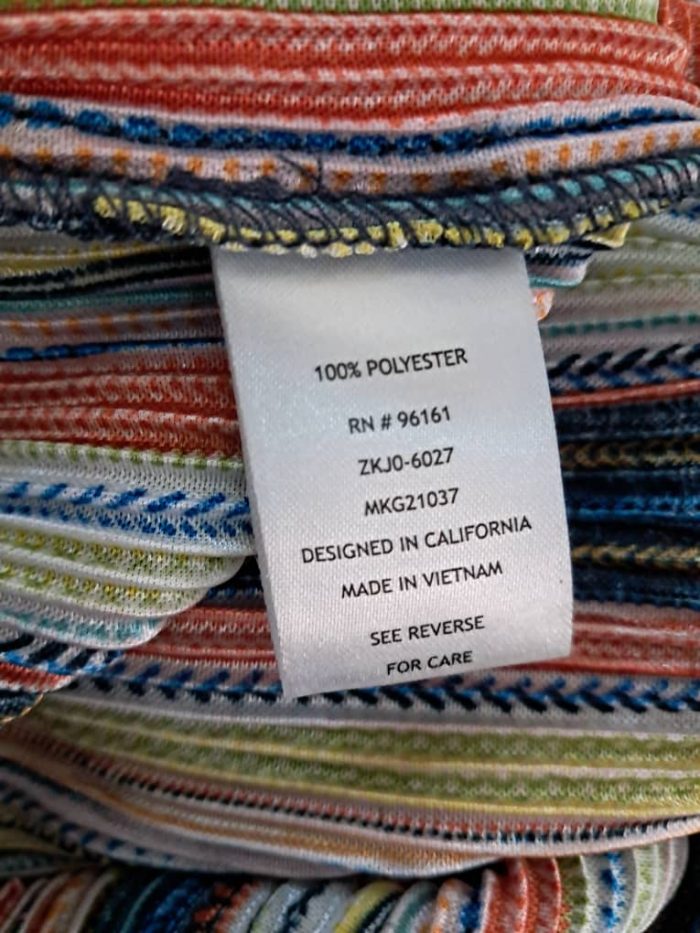 100% POLYESTER
RN # 96161
ZKJ0-6027
MKG21037
DESIGNED IN CALIFORNIA
MADE IN VIETNAM
SEE REVERSE
FOR CARE